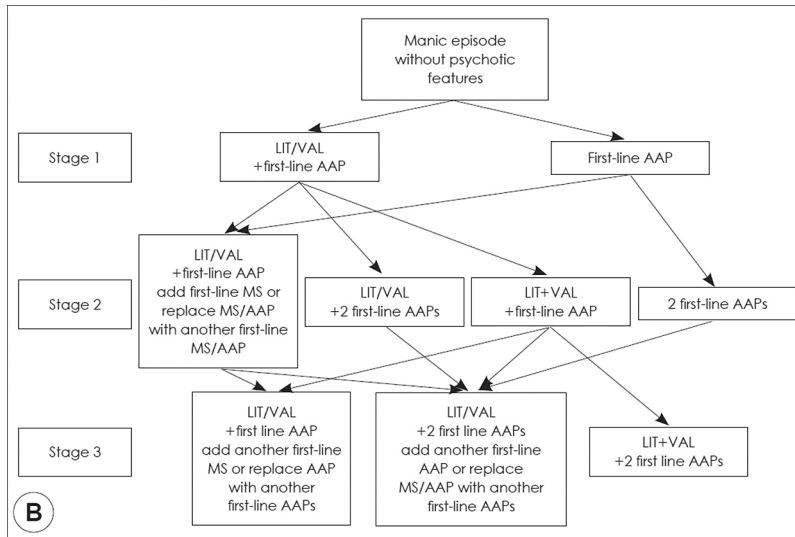 Manic episode
without psychotic
features
Stage 1
LIT/VAL
+first-line AAP
First-line AAP
Stage 2
LIT/VAL
+first-line AAP
add first-line MS or
replace MS/AAP
with another first-line
MS/AAP
LIT/VAL
+2 first-line AAPs
LIT+VAL
+first-line AAP
2 first-line AAPs
Stage 3
LIT/VAL
+first line AAP
add another first-line
MS or replace AAP
with another
first-line AAPs
LIT/VAL
+2 first line AAPs
add another first-line
AAP or replace
MS/AAP with another
first-line AAPs
LIT+VAL
+2 first line AAPs
B